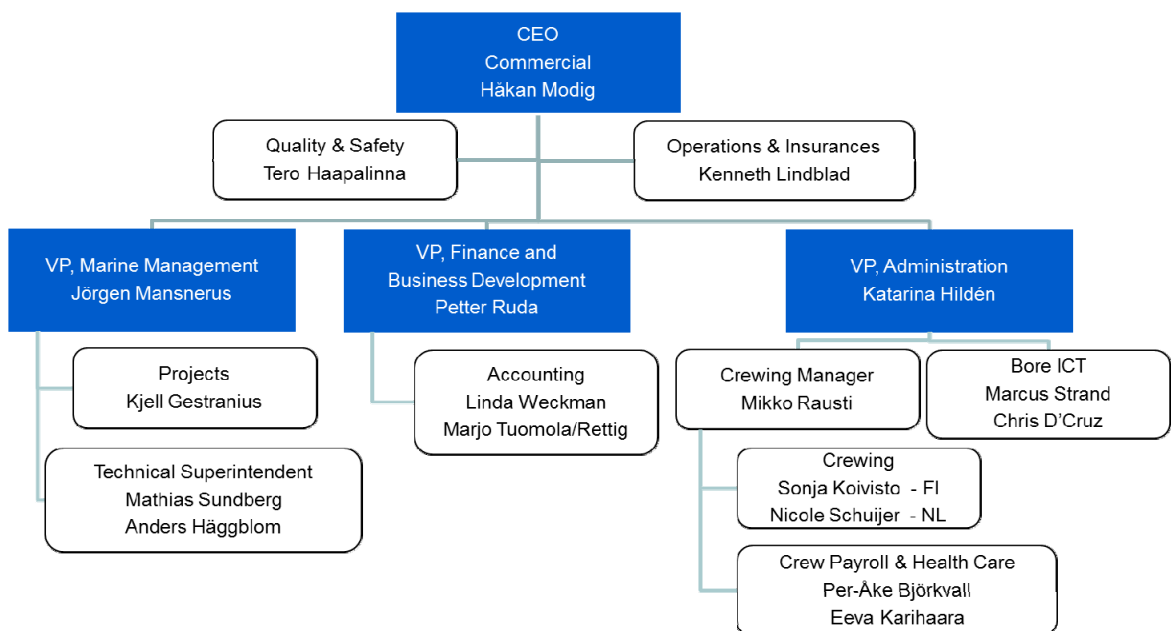 CEO
Commercial
Håkan Modig
Quality & Safety
Tero Haapalinna
Operations & Insurances
Kenneth Lindblad
VP, Marine Management
Jörgen Mansnerus
VP, Finance and
Business Development
Petter Ruda
VP, Administration
Katarina Hildén
Projects
Kjell Gestranius
Accounting
Linda Weckman
Marjo Tuomola/Rettig
Crewing Manager
Mikko Rausti
Bore ICT
Marcus Strand
Chris D'Cruz
Technical Superintendent
Mathias Sundberg
Anders Häggblom
Crewing
Sonja Koivisto - FI
Nicole Schuijer - NL
Crew Payroll & Health Care
Per-Åke Björkvall
Eeva Karihaara